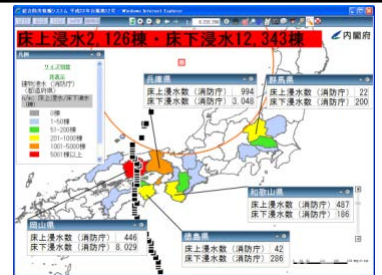 床上浸水2,126棟・床下浸水12,343棟
内閣府
凡例
0棟
1-50棟
51-200棟
201-1000棟
1001-5000棟
5001棟以上
兵庫県
床上浸水数（消防庁） 994
床下浸水数（消防庁） 3,048
群馬県
床上浸水数（消防庁） 22
床下浸水数（消防庁） 200
和歌山県
床上浸水数（消防庁） 487
床下浸水数（消防庁） 186
岡山県
床上浸水数（消防庁） 446
床下浸水数（消防庁） 8,029
徳島県
床上浸水数（消防庁） 42
床下浸水数（消防庁） 286